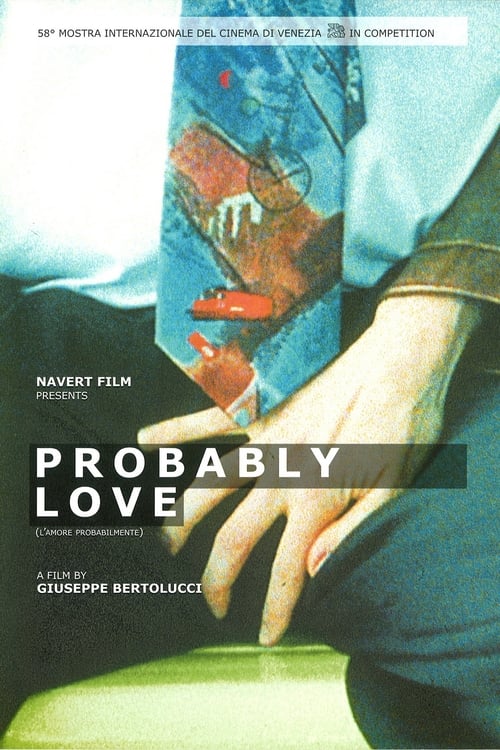 58° MOSTRA INTERNAZIONALE DEL CINEMA DI VENEZIA IN COMPETITION
NAVERT FILM
PRESENTS
PROBABLY
LOVE
(L'AMORE PROBABILMENTE)
A FILM BY
GIUSEPPE BERTOLUCCI